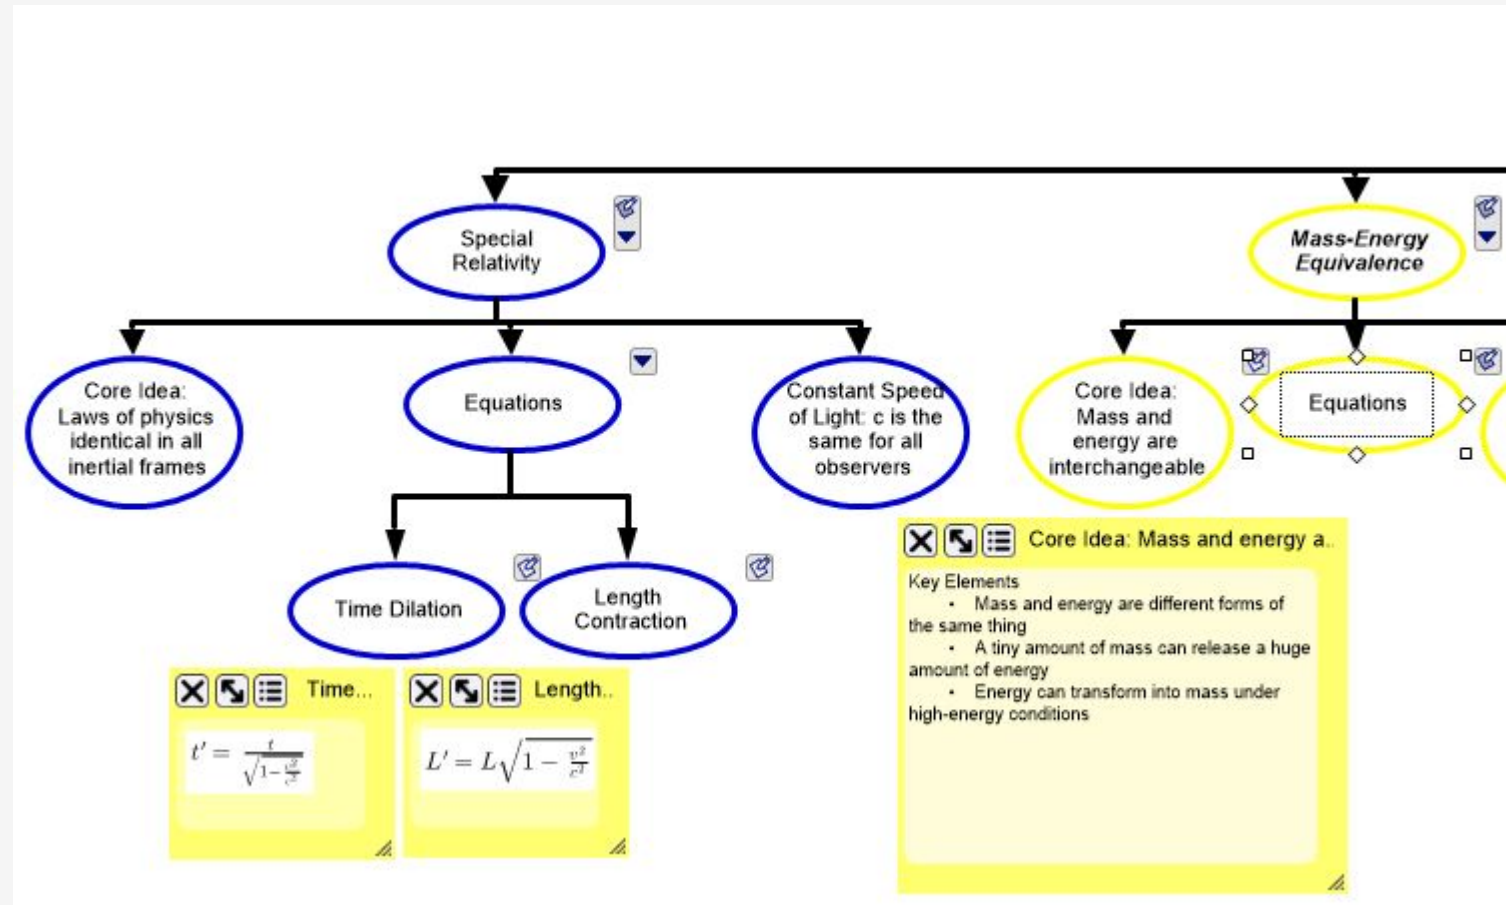 Special
Relativity
Mass-Energy
Equivalence
Core Idea:
Laws of physics
identical in all
inertial frames
Equations
Constant Speed
of Light: c is the
same for all
observers
Core Idea:
Mass and
energy are
interchangeable
Equations
Time Dilation
Length
Contraction
Time...
t′ = t/√(1−v²/c²)
Length..
L′ = L√(1 − v²/c²)
Core Idea: Mass and energy a..
Key Elements
• Mass and energy are different forms of
the same thing
• A tiny amount of mass can release a huge
amount of energy
• Energy can transform into mass under
high-energy conditions